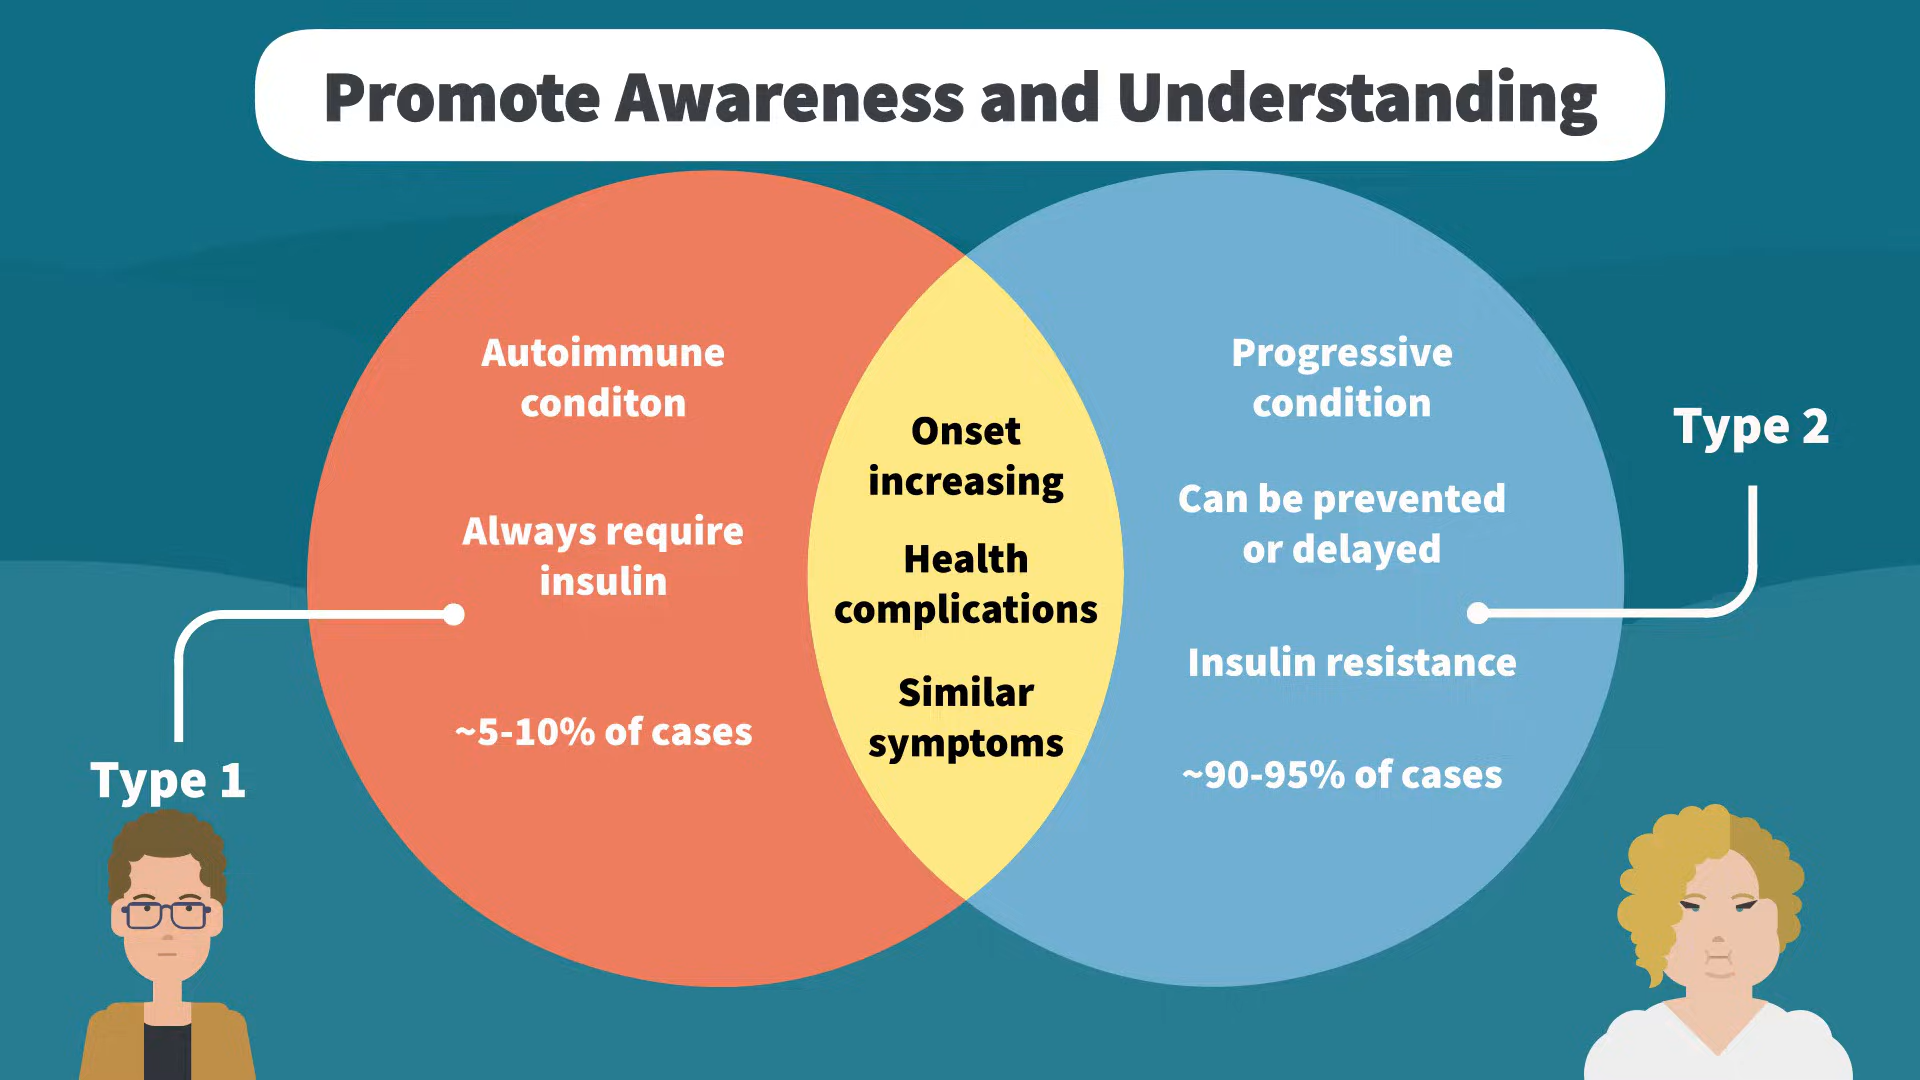 Promote Awareness and Understanding
Type 1
Autoimmune
conditon
Always require
insulin
~5-10% of cases
Onset
increasing
Health
complications
Similar
symptoms
Progressive
condition
Can be prevented
or delayed
Insulin resistance
~90-95% of cases
Type 2